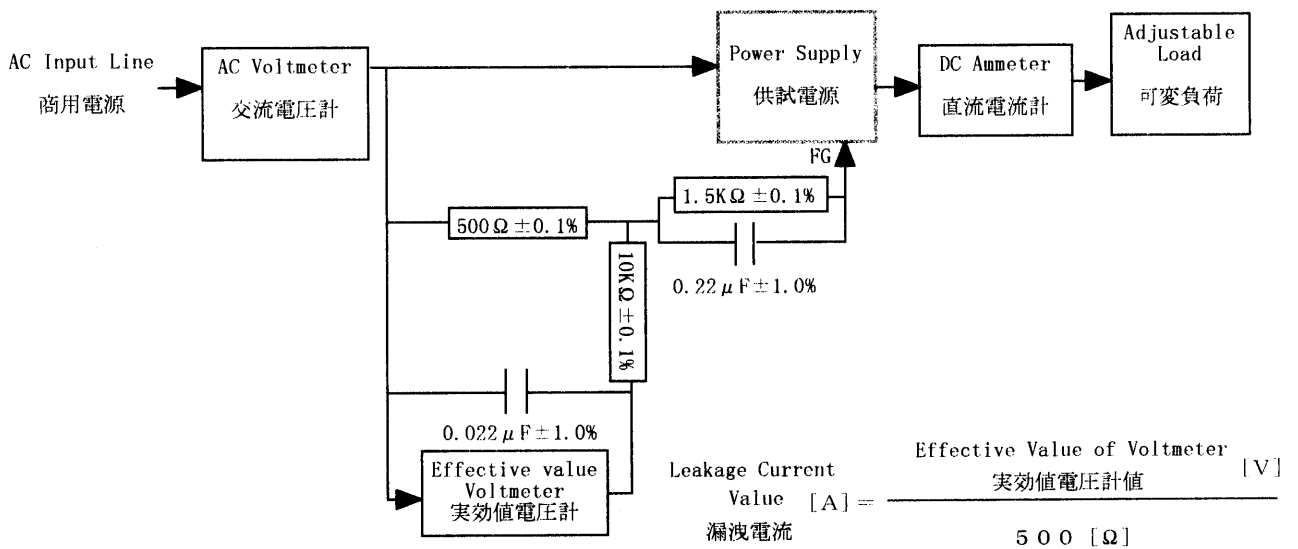 AC Input Line
商用電源
AC Voltmeter
交流電圧計
Power Supply
供試電源
DC Ammeter
直流電流計
Adjustable
Load
可変負荷
FG
1.5KΩ±0.1%
500Ω±0.1%
0.22μF±1.0%
10KΩ±0.1%
0.022μF±1.0%
Effective value
Voltmeter
実効値電圧計
Leakage Current
Value [A]=
漏洩電流
Effective Value of Voltmeter
実効値電圧計値 [V]
500 [Ω]